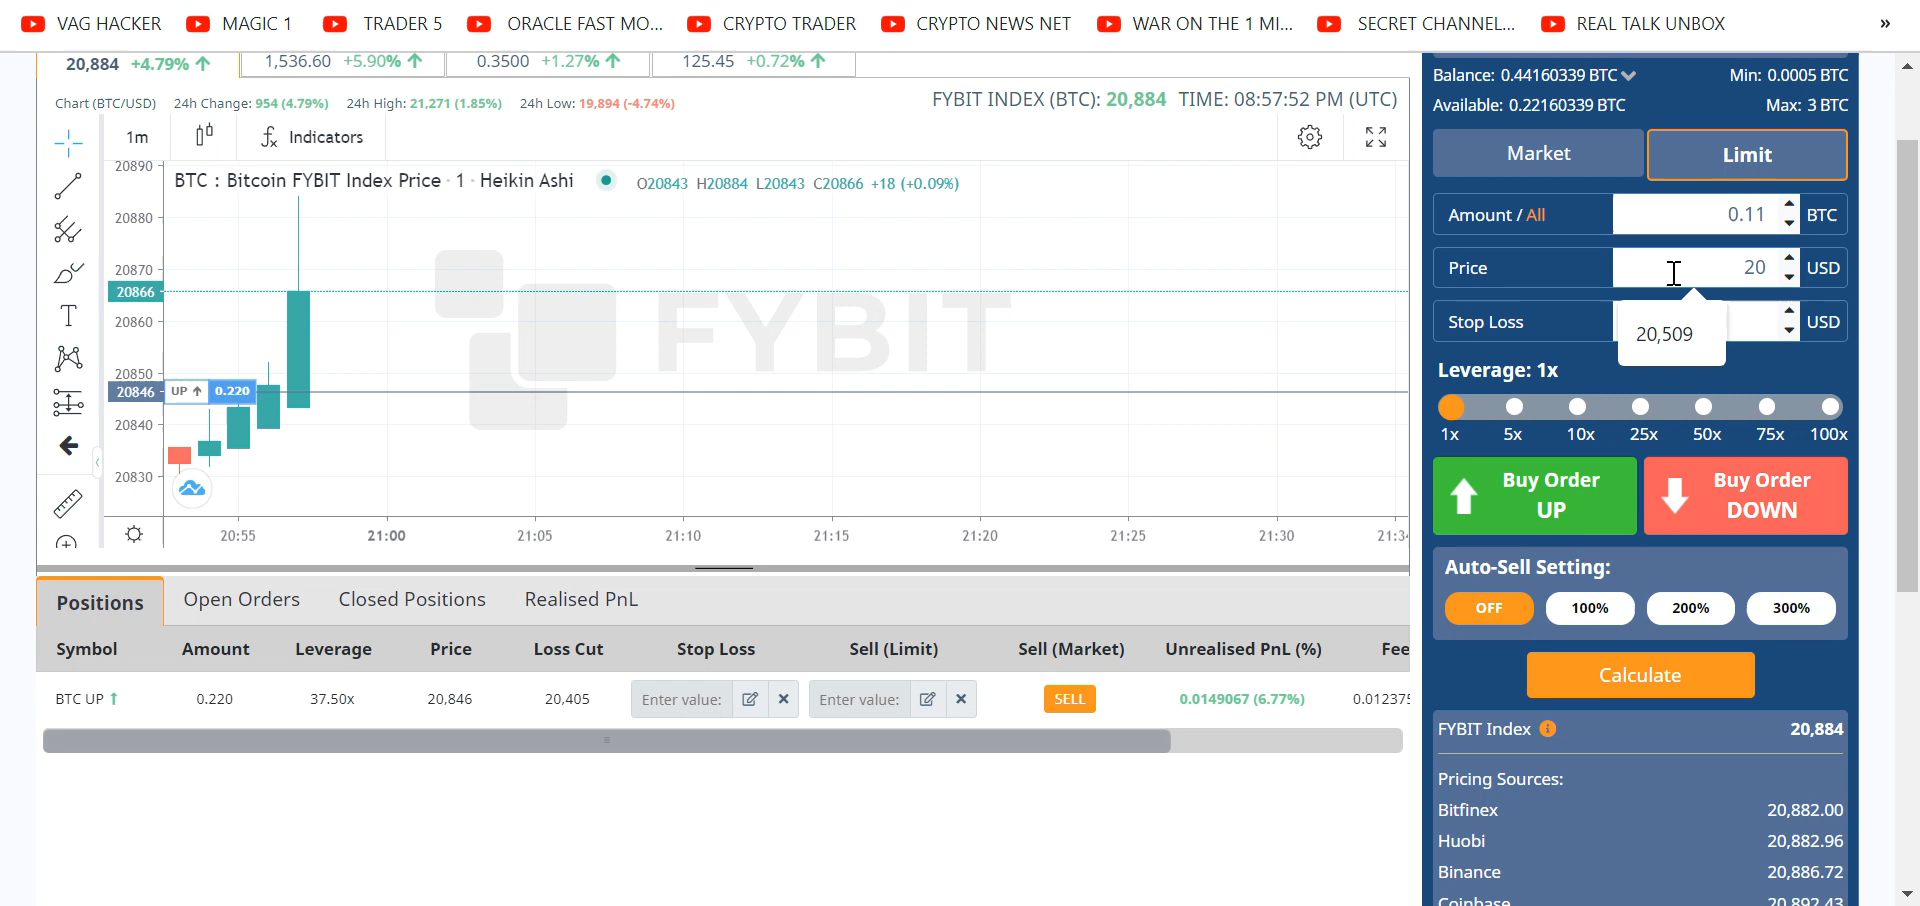 VAG HACKER MAGIC 1 TRADER 5 ORACLE FAST MO... CRYPTO TRADER CRYPTO NEWS NET WAR ON THE 1 MI... SECRET CHANNEL... REAL TALK UNBOX »
20,884 +4.79% ↑ 1,536.60 +5.90% ↑ 0.3500 +1.27% ↑ 125.45 +0.72% ↑
Chart (BTC/USD) 24h Change: 954 (4.79%) 24h High: 21,271 (1.85%) 24h Low: 19,894 (-4.74%) FYBIT INDEX (BTC): 20,884 TIME: 08:57:52 PM (UTC)
1m Indicators
BTC : Bitcoin FYBIT Index Price · 1 · Heikin Ashi O20843 H20884 L20843 C20866 +18 (+0.09%)
20890
20880
20870
20866
20860
20850
20846 UP ↑ 0.220
20840
20830
FYBIT
20:55 21:00 21:05 21:10 21:15 21:20 21:25 21:30 21:34
Positions Open Orders Closed Positions Realised PnL
Symbol Amount Leverage Price Loss Cut Stop Loss Sell (Limit) Sell (Market) Unrealised PnL (%) Fee
BTC UP ↑ 0.220 37.50x 20,846 20,405 Enter value: Enter value: SELL 0.0149067 (6.77%) 0.012375
Balance: 0.44160339 BTC Min: 0.0005 BTC
Available: 0.22160339 BTC Max: 3 BTC
Market Limit
Amount / All 0.11 BTC
Price 20 USD
Stop Loss USD
20,509
Leverage: 1x
1x 5x 10x 25x 50x 75x 100x
Buy Order UP
Buy Order DOWN
Auto-Sell Setting:
OFF 100% 200% 300%
Calculate
FYBIT Index 20,884
Pricing Sources:
Bitfinex 20,882.00
Huobi 20,882.96
Binance 20,886.72
Coinbase 20,892.43